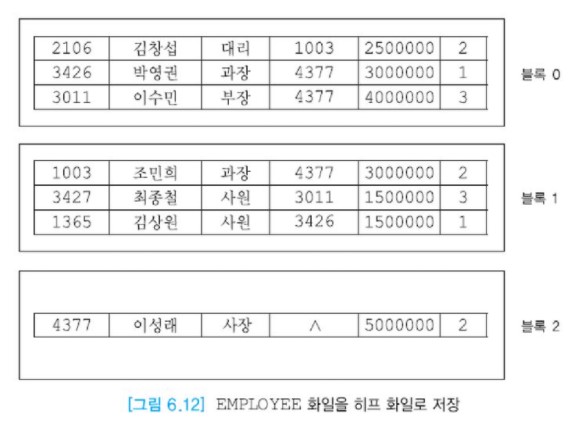 2106 김창섭 대리 1003 2500000 2
3426 박영권 과장 4377 3000000 1
3011 이수민 부장 4377 4000000 3
블록 0
1003 조민희 과장 4377 3000000 2
3427 최종철 사원 3011 1500000 3
1365 김상원 사원 3426 1500000 1
블록 1
4377 이성래 사장 ∧ 5000000 2
블록 2
[그림 6.12] EMPLOYEE 화일을 히프 화일로 저장